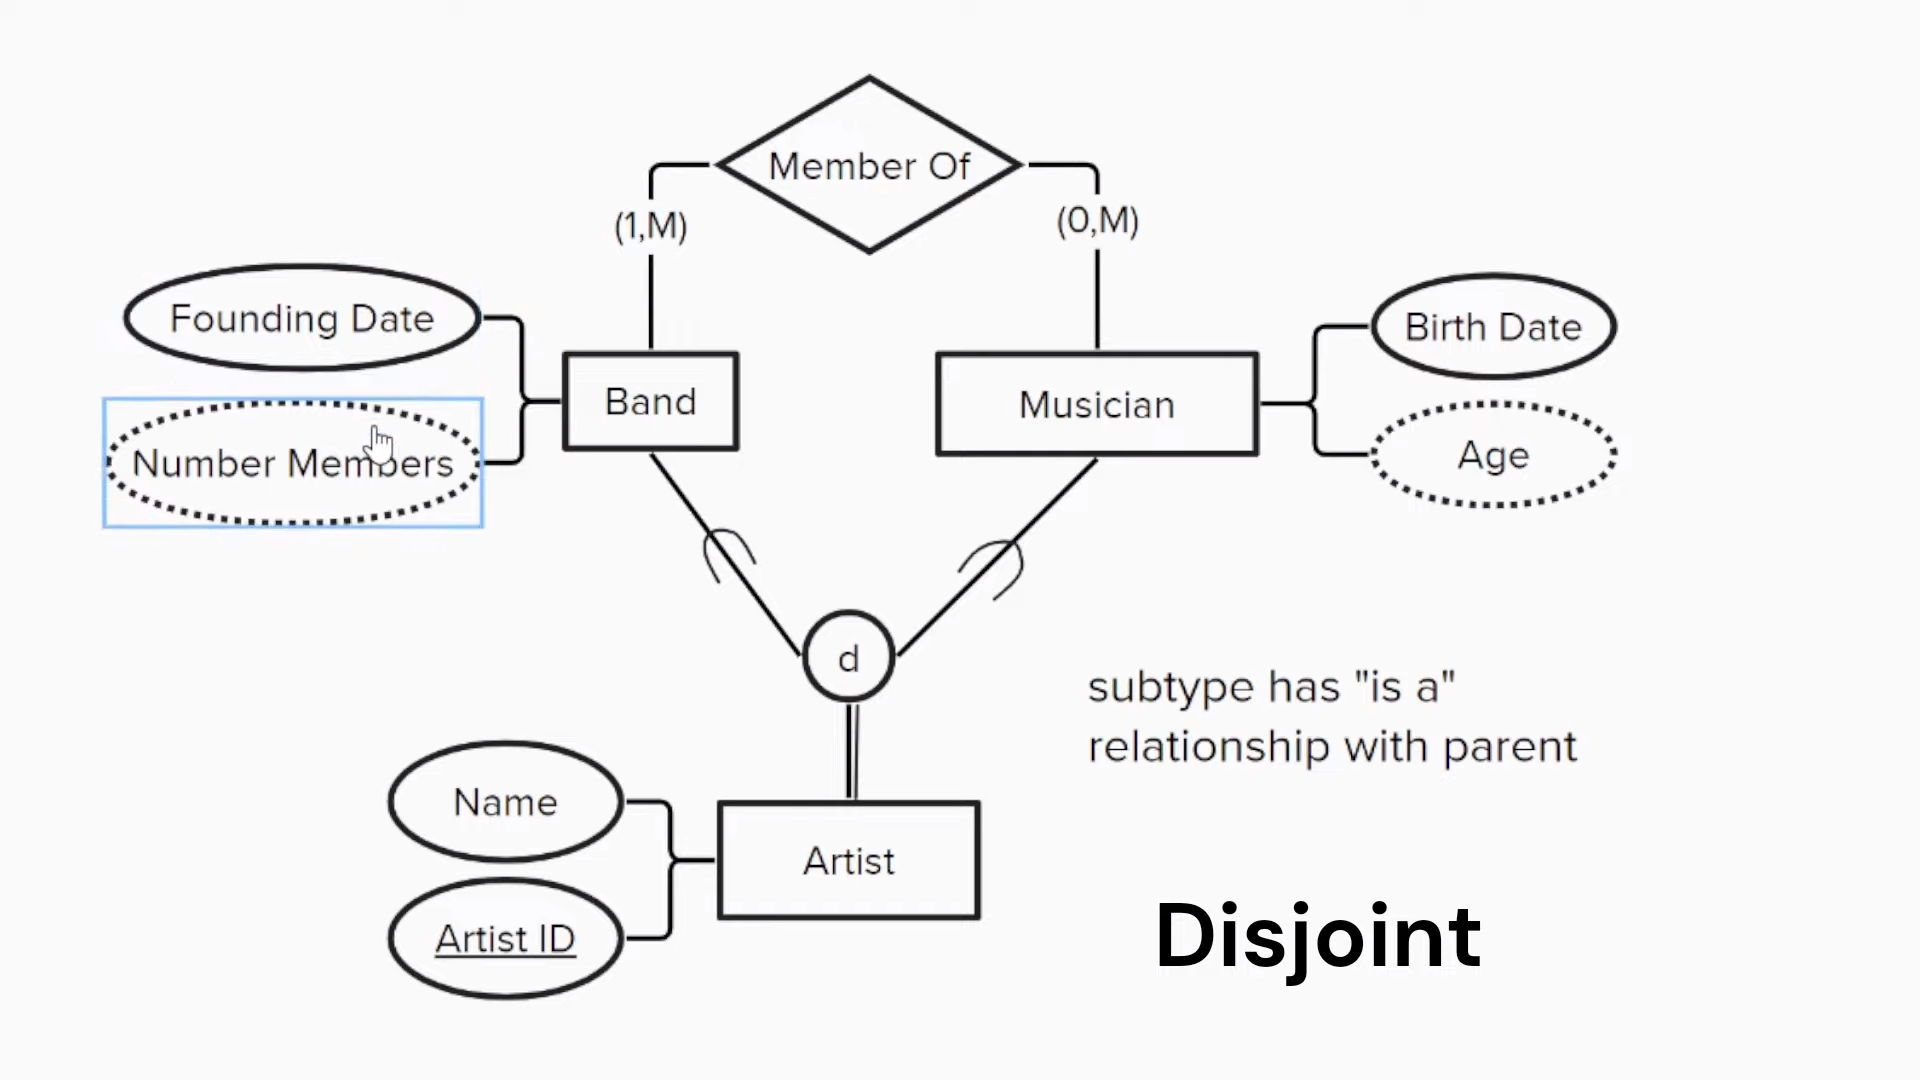 Member Of
(1,M)
(0,M)
Founding Date
Birth Date
Band
Musician
Number Members
Age
d
subtype has "is a"
relationship with parent
Name
Artist
Artist ID
Disjoint